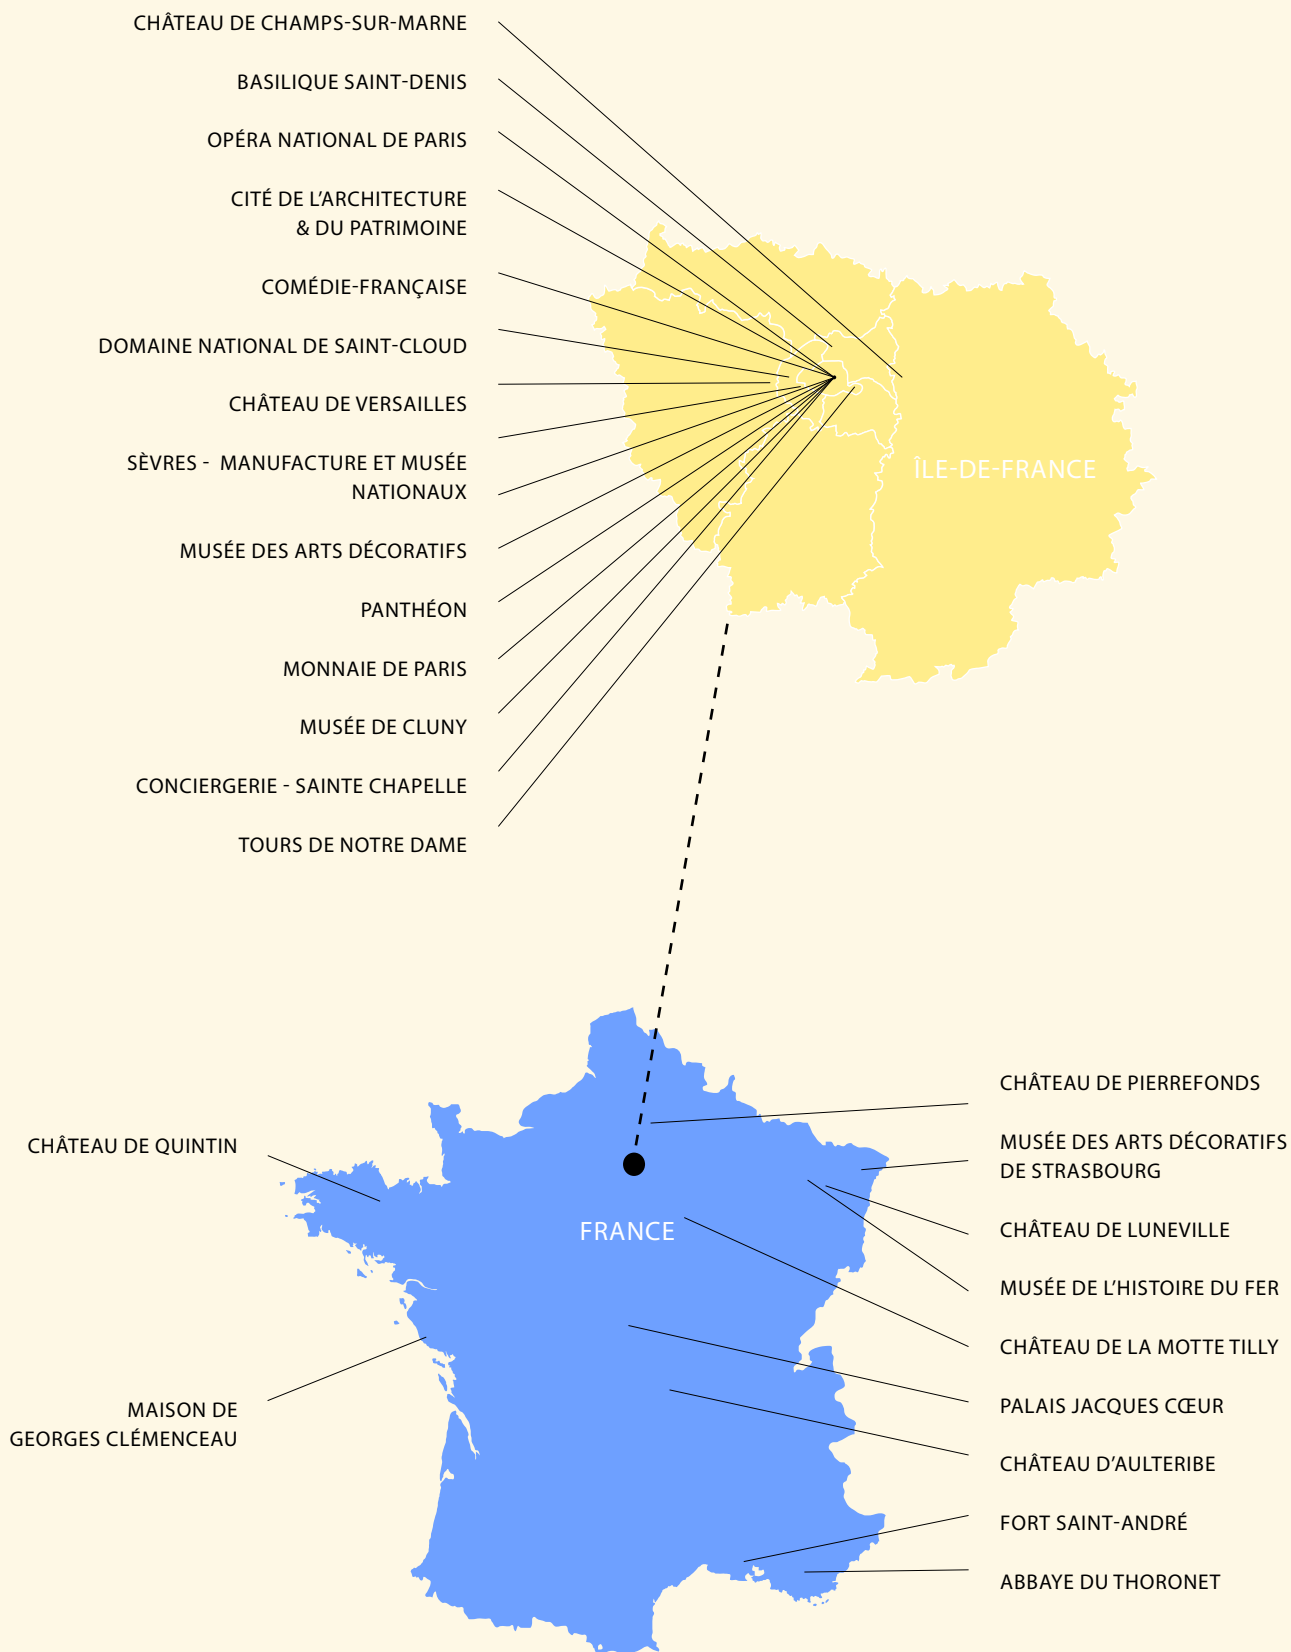 CHÂTEAU DE CHAMPS-SUR-MARNE
BASILIQUE SAINT-DENIS
OPÉRA NATIONAL DE PARIS
CITÉ DE L’ARCHITECTURE
& DU PATRIMOINE
COMÉDIE-FRANÇAISE
DOMAINE NATIONAL DE SAINT-CLOUD
CHÂTEAU DE VERSAILLES
SÈVRES - MANUFACTURE ET MUSÉE
NATIONAUX
MUSÉE DES ARTS DÉCORATIFS
PANTHÉON
MONNAIE DE PARIS
MUSÉE DE CLUNY
CONCIERGERIE - SAINTE CHAPELLE
TOURS DE NOTRE DAME
ÎLE-DE-FRANCE
CHÂTEAU DE QUINTIN
MAISON DE
GEORGES CLÉMENCEAU
FRANCE
CHÂTEAU DE PIERREFONDS
MUSÉE DES ARTS DÉCORATIFS
DE STRASBOURG
CHÂTEAU DE LUNEVILLE
MUSÉE DE L’HISTOIRE DU FER
CHÂTEAU DE LA MOTTE TILLY
PALAIS JACQUES CŒUR
CHÂTEAU D’AULTERIBE
FORT SAINT-ANDRÉ
ABBAYE DU THORONET